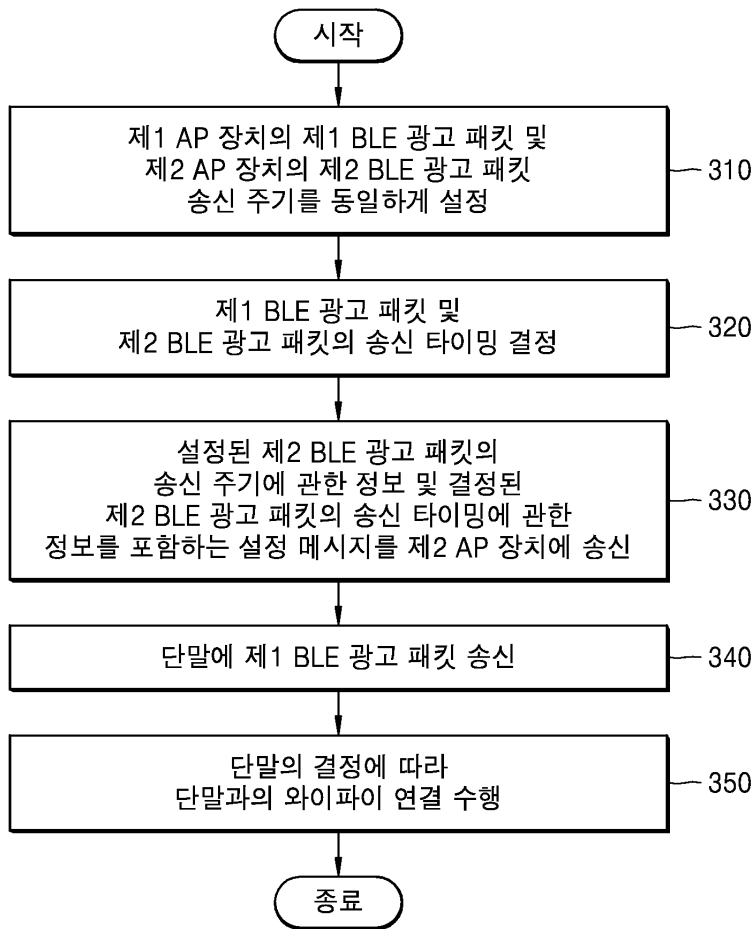 시작
제1 AP 장치의 제1 BLE 광고 패킷 및
제2 AP 장치의 제2 BLE 광고 패킷
송신 주기를 동일하게 설정
310
제1 BLE 광고 패킷 및
제2 BLE 광고 패킷의 송신 타이밍 결정
320
설정된 제2 BLE 광고 패킷의
송신 주기에 관한 정보 및 결정된
제2 BLE 광고 패킷의 송신 타이밍에 관한
정보를 포함하는 설정 메시지를 제2 AP 장치에 송신
330
단말에 제1 BLE 광고 패킷 송신
340
단말의 결정에 따라
단말과의 와이파이 연결 수행
350
종료